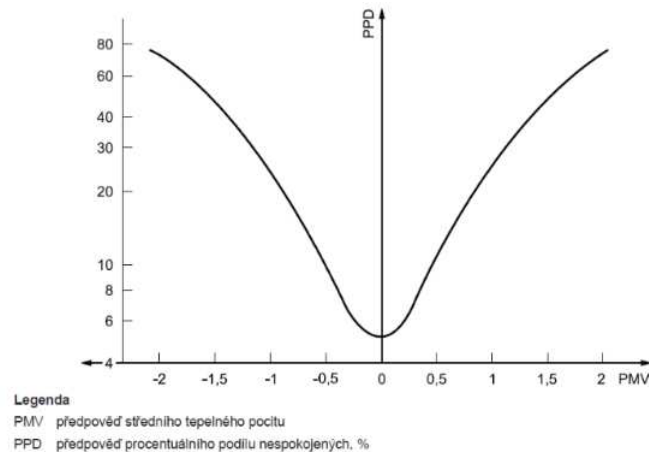 PPD
80
60
40
30
20
10
8
6
4
-2 -1,5 -1 -0,5 0 0,5 1 1,5 2 PMV
Legenda
PMV předpověď středního tepelného pocitu
PPD předpověď procentuálního podílu nespokojených, %